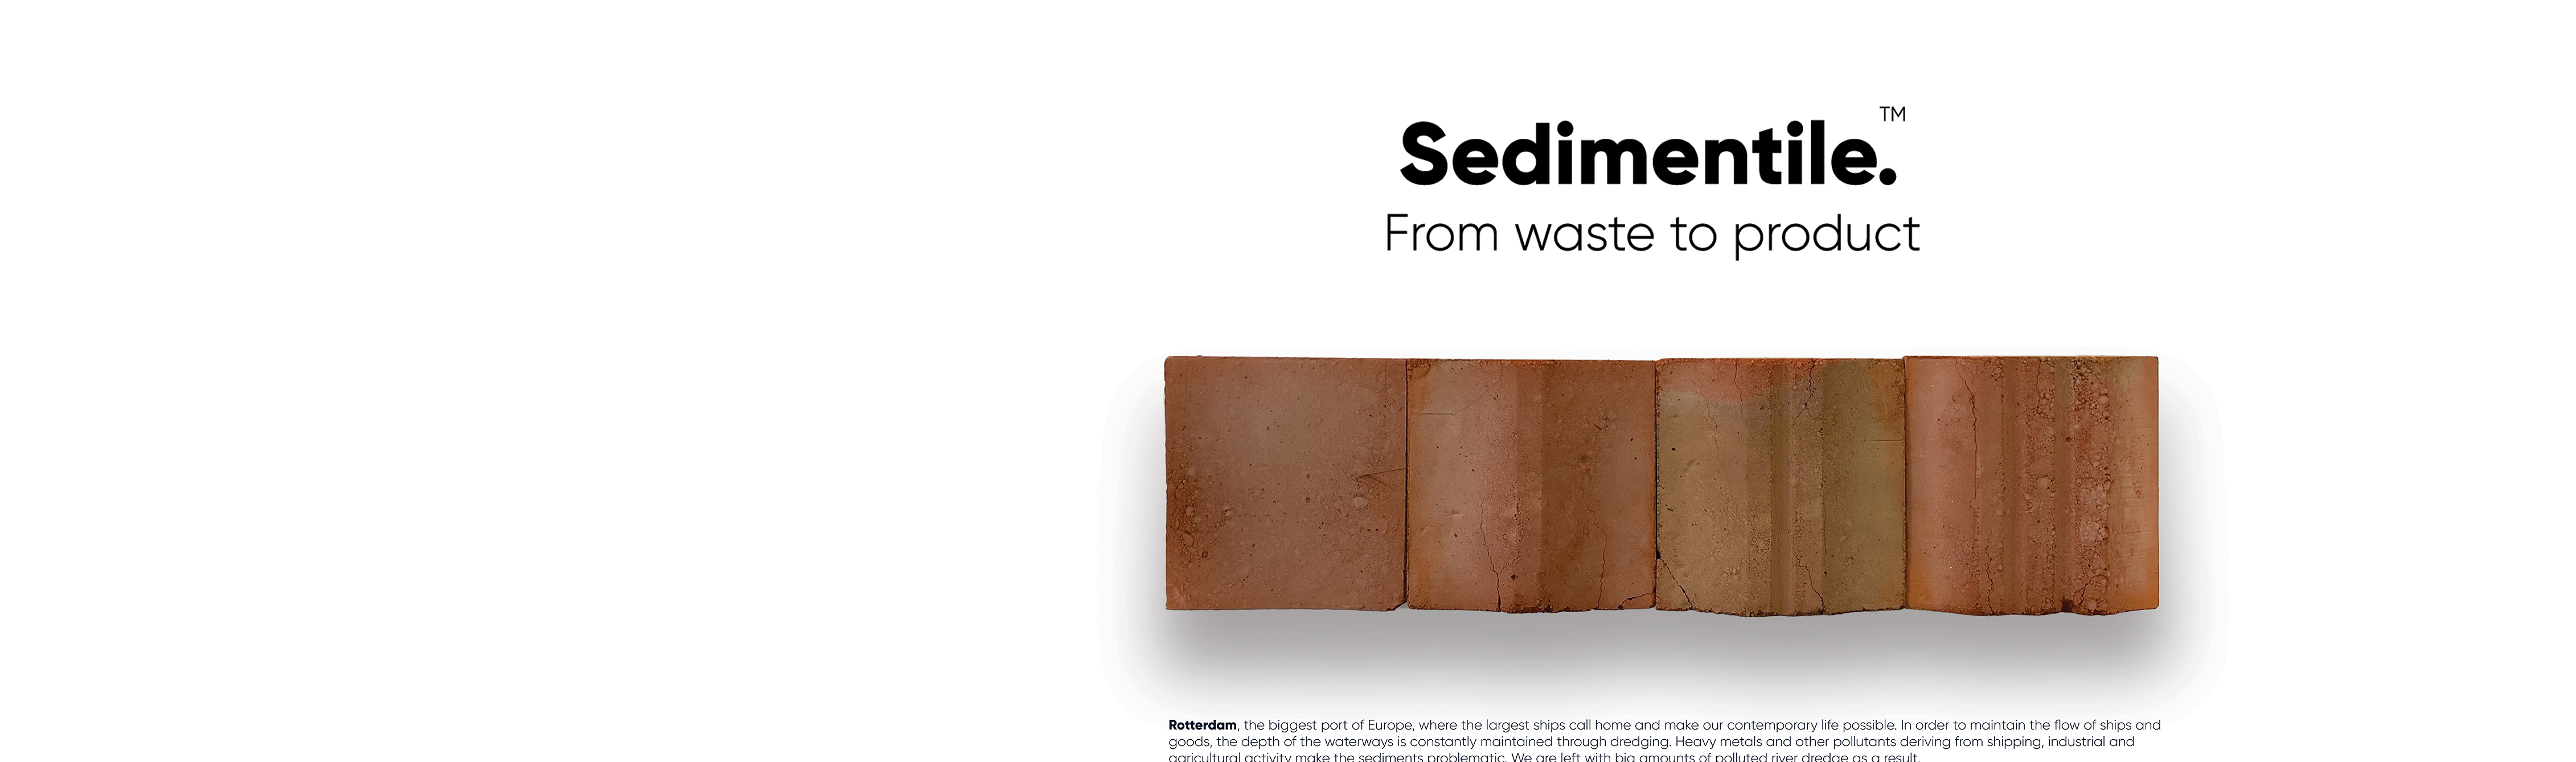 Sedimentile.™
From waste to product
Rotterdam, the biggest port of Europe, where the largest ships call home and make our contemporary life possible. In order to maintain the flow of ships and
goods, the depth of the waterways is constantly maintained through dredging. Heavy metals and other pollutants deriving from shipping, industrial and
agricultural activity make the sediments problematic. We are left with big amounts of polluted river dredge as a result.